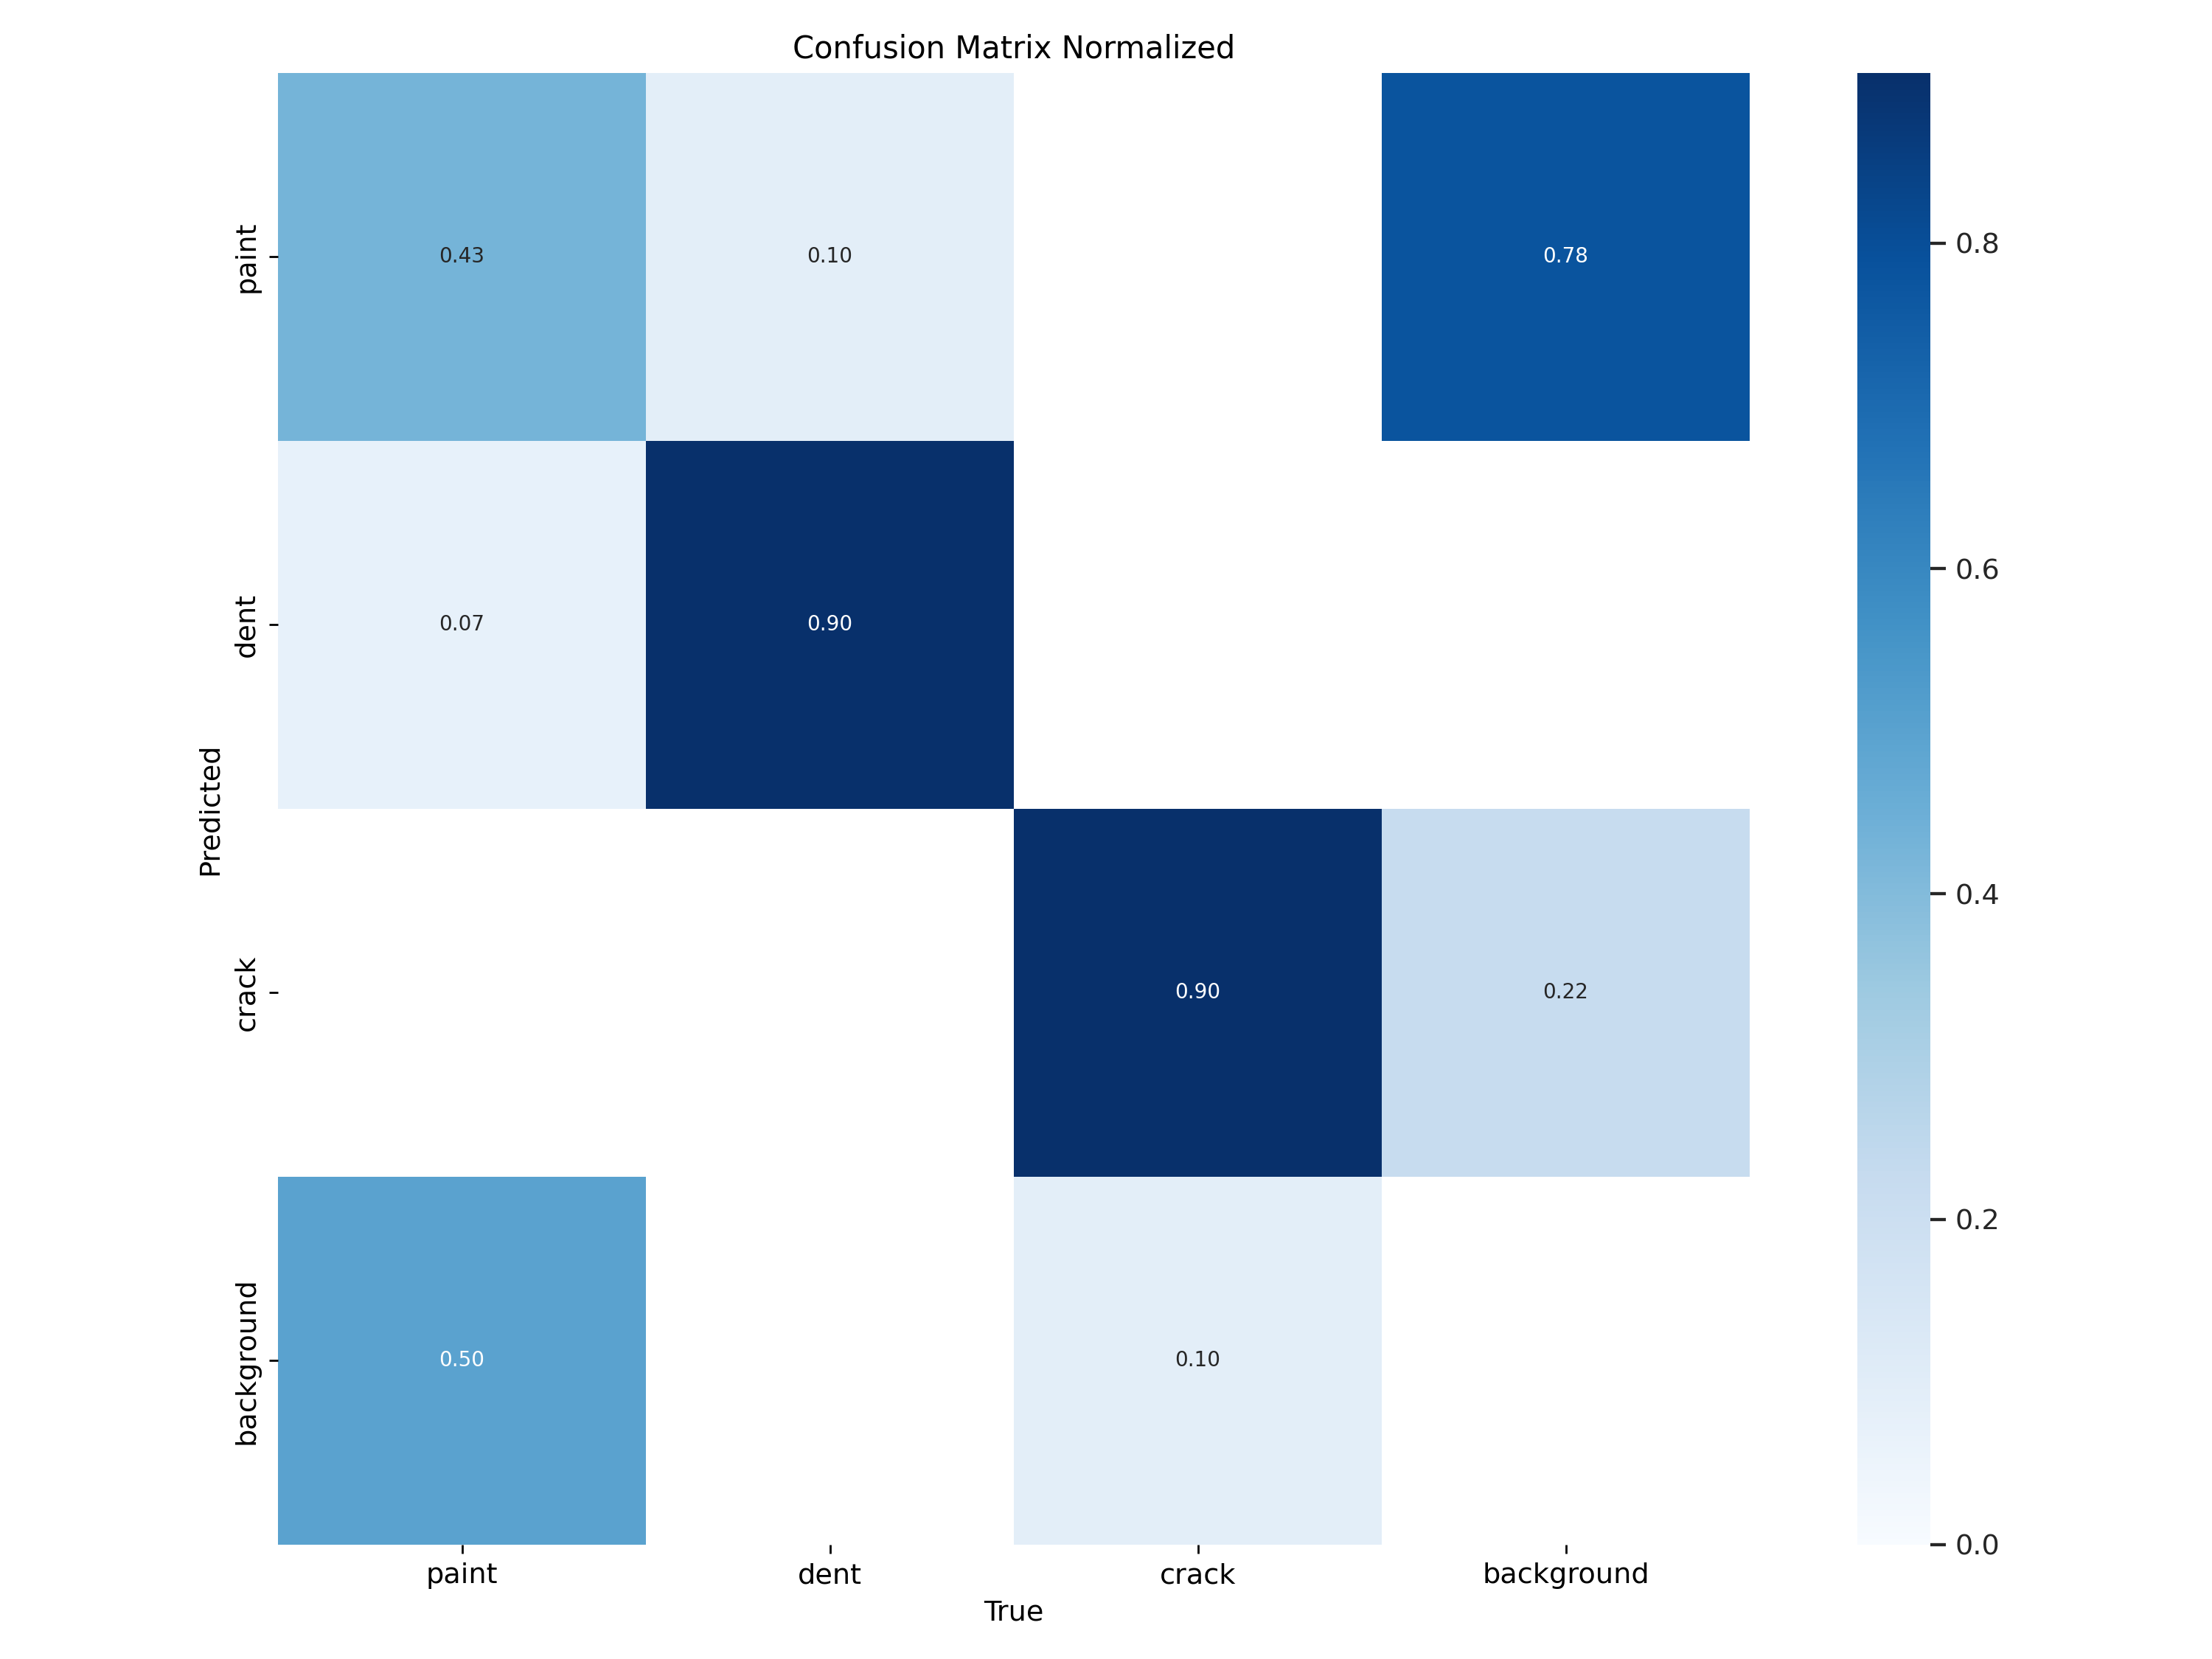 Confusion Matrix Normalized
paint
0.43
0.10
0.78
0.8
dent
0.07
0.90
0.6
Predicted
crack
0.90
0.22
0.4
background
0.50
0.10
0.2
0.0
paint
dent
crack
background
True